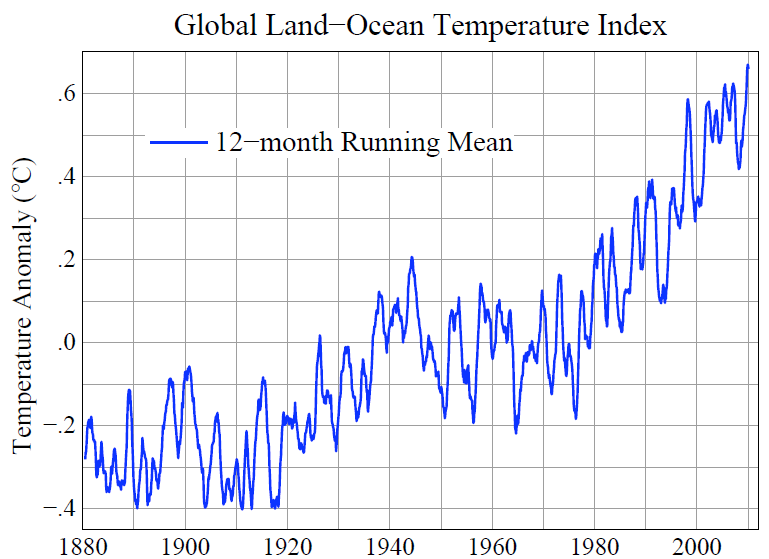 Global Land−Ocean Temperature Index
12−month Running Mean
Temperature Anomaly (°C)
.6
.4
.2
.0
−.2
−.4
1880 1900 1920 1940 1960 1980 2000